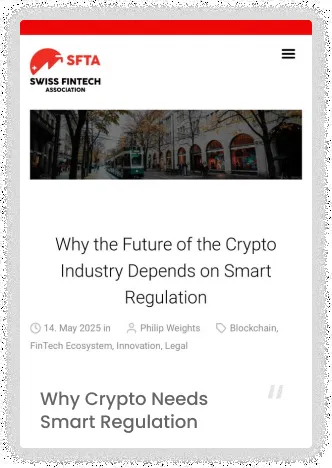 SFTA
SWISS FINTECH
ASSOCIATION
Why the Future of the Crypto
Industry Depends on Smart
Regulation
14. May 2025 in Philip Weights Blockchain,
FinTech Ecosystem, Innovation, Legal
Why Crypto Needs
Smart Regulation